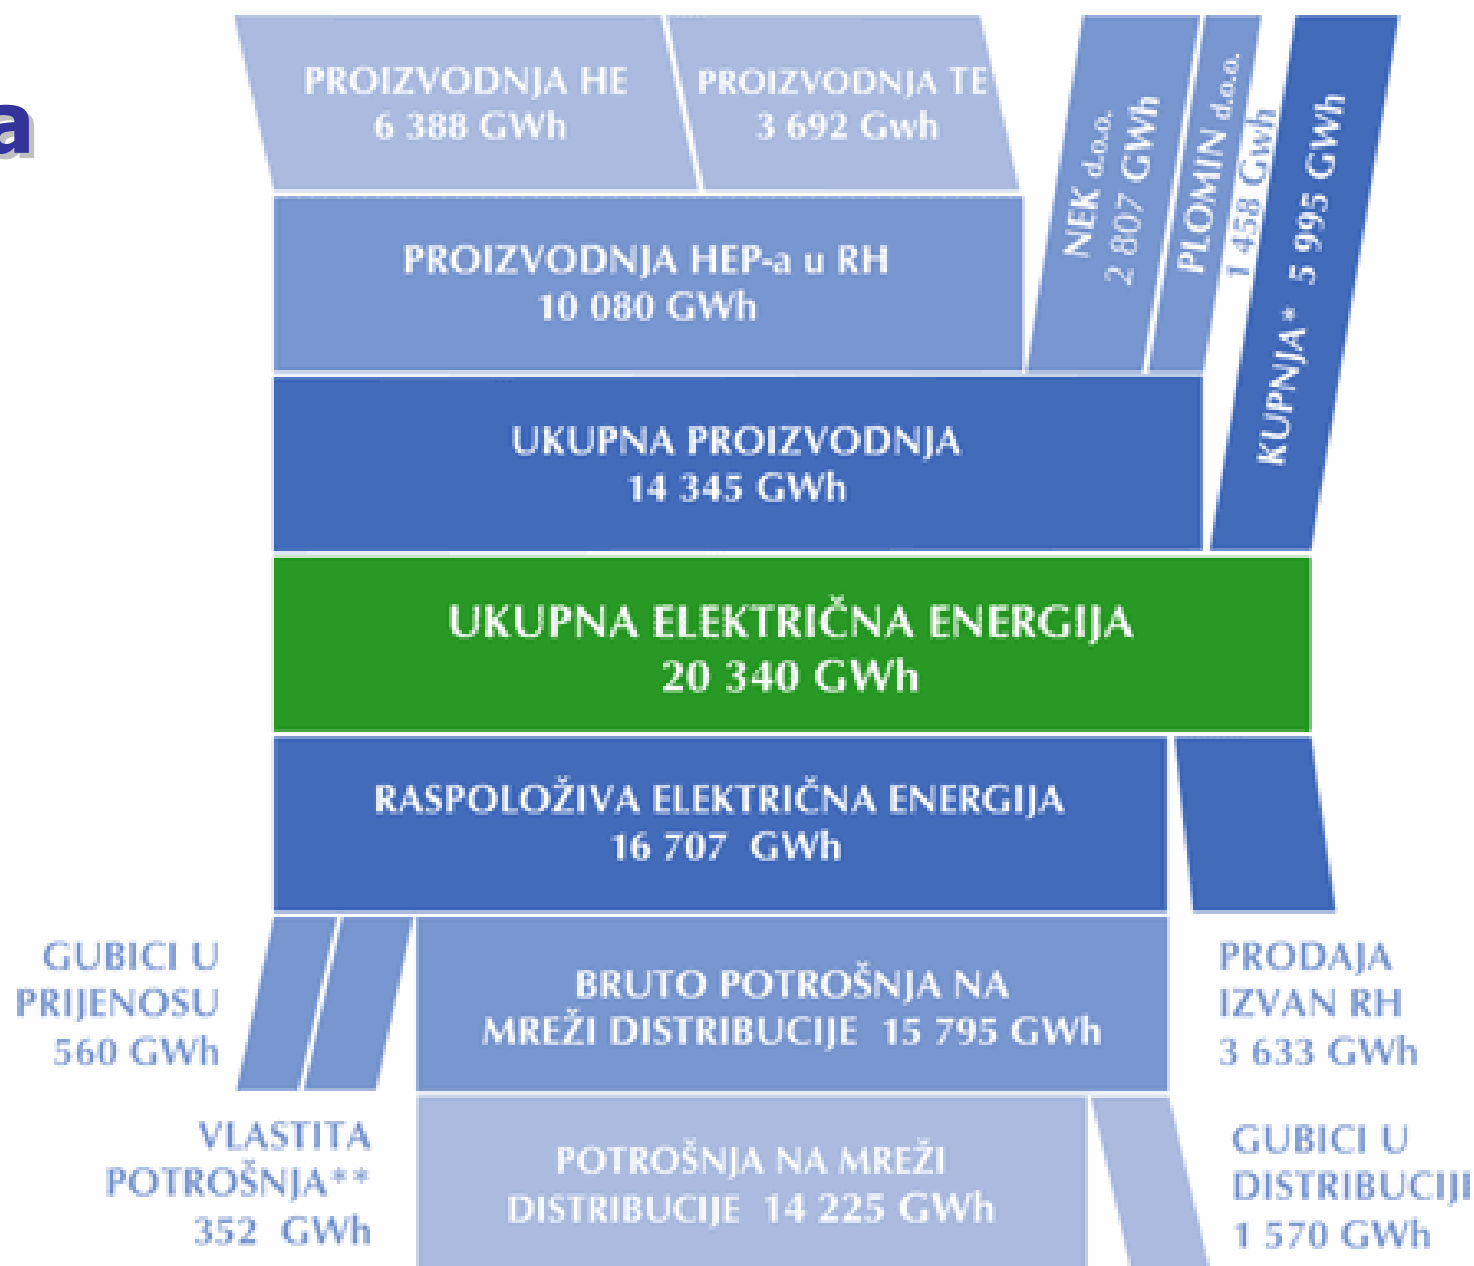 a
PROIZVODNJA HE
6 388 GWh
PROIZVODNJA TE
3 692 Gwh
NEK d.o.o.
2 807 GWh
PLOMIN d.o.o.
1 458 Gwh
KUPNJA* 5 995 GWh
PROIZVODNJA HEP-a u RH
10 080 GWh
UKUPNA PROIZVODNJA
14 345 GWh
UKUPNA ELEKTRIČNA ENERGIJA
20 340 GWh
RASPOLOŽIVA ELEKTRIČNA ENERGIJA
16 707 GWh
GUBICI U
PRIJENOSU
560 GWh
BRUTO POTROŠNJA NA
MREŽI DISTRIBUCIJE 15 795 GWh
PRODAJA
IZVAN RH
3 633 GWh
VLASTITA
POTROŠNJA**
352 GWh
POTROŠNJA NA MREŽI
DISTRIBUCIJE 14 225 GWh
GUBICI U
DISTRIBUCIJE
1 570 GWh